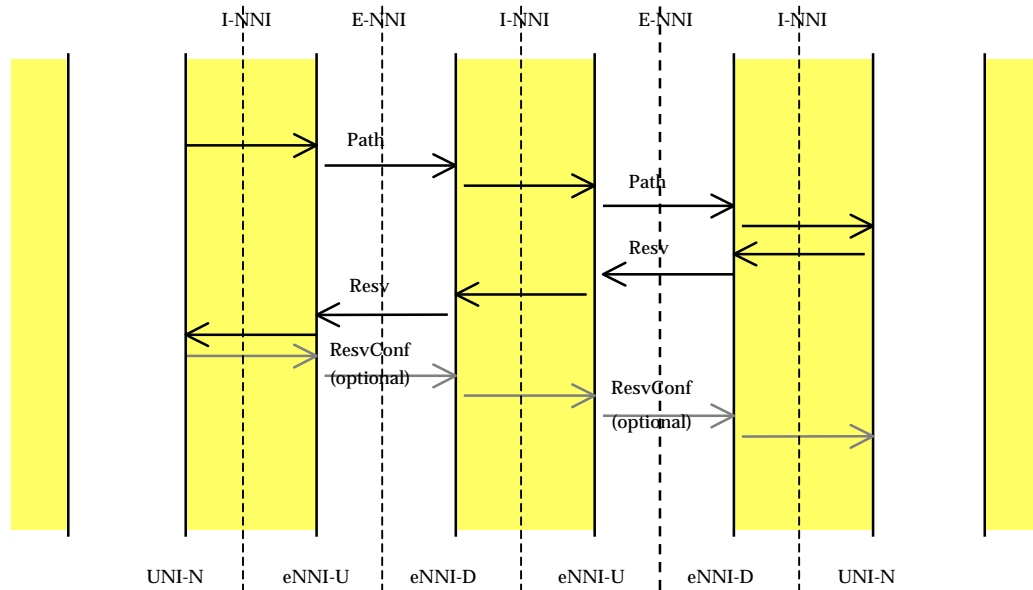 I-NNI E-NNI I-NNI E-NNI I-NNI
Path
Path
Resv
Resv
ResvConf
(optional)
ResvConf
(optional)
UNI-N eNNI-U eNNI-D eNNI-U eNNI-D UNI-N